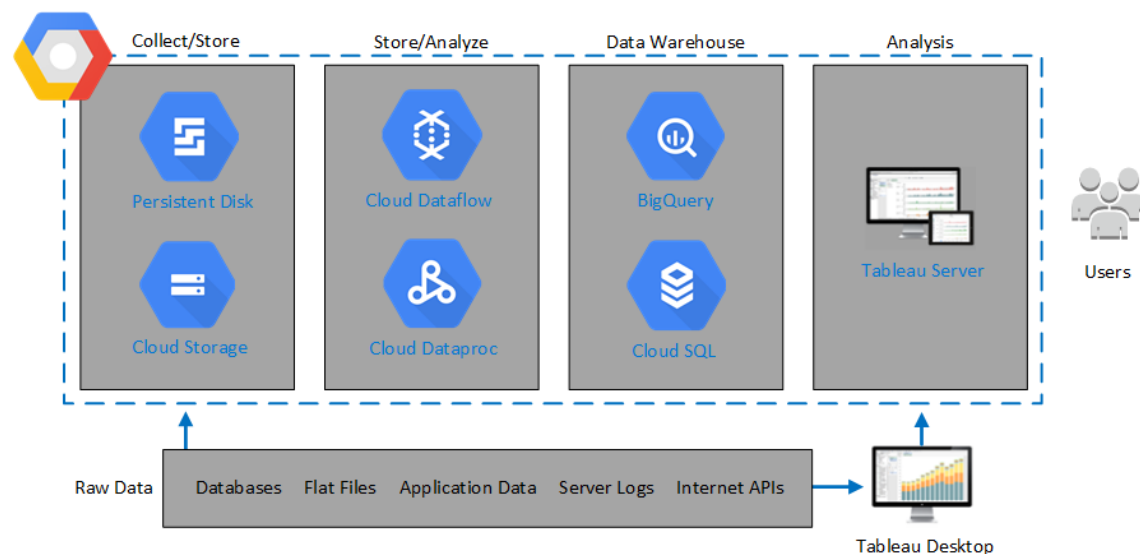 Collect/Store
Store/Analyze
Data Warehouse
Analysis
Persistent Disk
Cloud Dataflow
BigQuery
Tableau Server
Users
Cloud Storage
Cloud Dataproc
Cloud SQL
Raw Data
Databases
Flat Files
Application Data
Server Logs
Internet APIs
Tableau Desktop